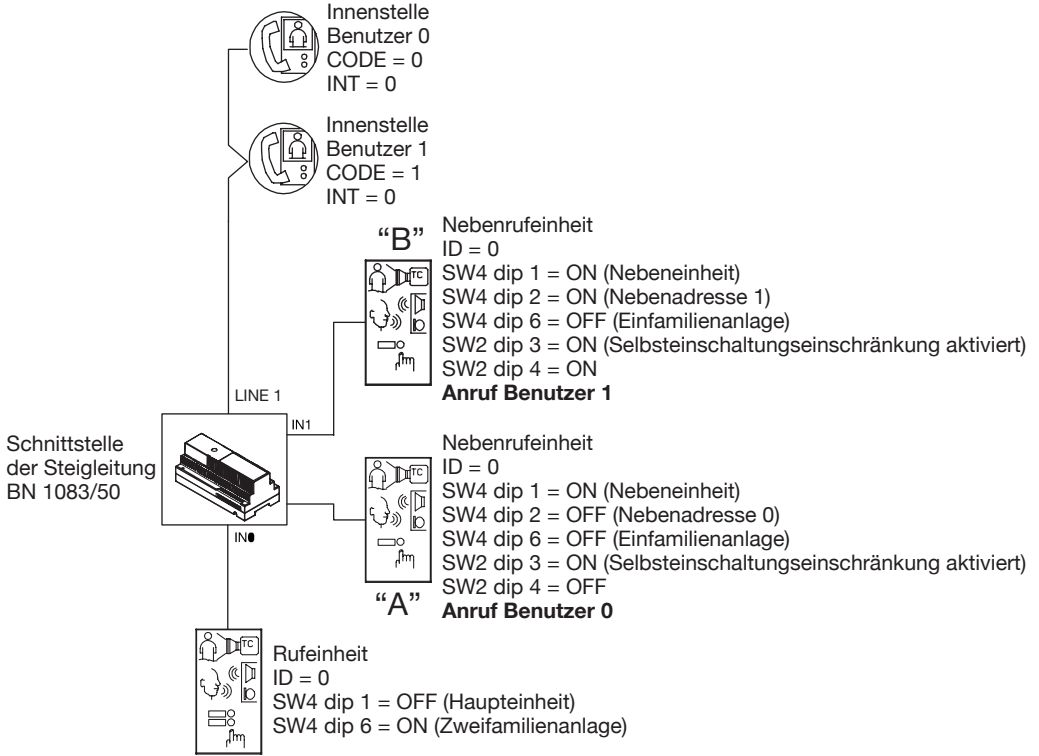 Innenstelle
Benutzer 0
CODE = 0
INT = 0
Innenstelle
Benutzer 1
CODE = 1
INT = 0
“B”
TC
Nebenrufeinheit
ID = 0
SW4 dip 1 = ON (Nebeneinheit)
SW4 dip 2 = ON (Nebenadresse 1)
SW4 dip 6 = OFF (Einfamilienanlage)
SW2 dip 3 = ON (Selbsteinschaltungseinschränkung aktiviert)
SW2 dip 4 = ON
Anruf Benutzer 1
LINE 1
IN1
Schnittstelle
der Steigleitung
BN 1083/50
IN0
TC
Nebenrufeinheit
ID = 0
SW4 dip 1 = ON (Nebeneinheit)
SW4 dip 2 = OFF (Nebenadresse 0)
SW4 dip 6 = OFF (Einfamilienanlage)
SW2 dip 3 = ON (Selbsteinschaltungseinschränkung aktiviert)
SW2 dip 4 = OFF
Anruf Benutzer 0
“A”
TC
Rufeinheit
ID = 0
SW4 dip 1 = OFF (Haupteinheit)
SW4 dip 6 = ON (Zweifamilienanlage)